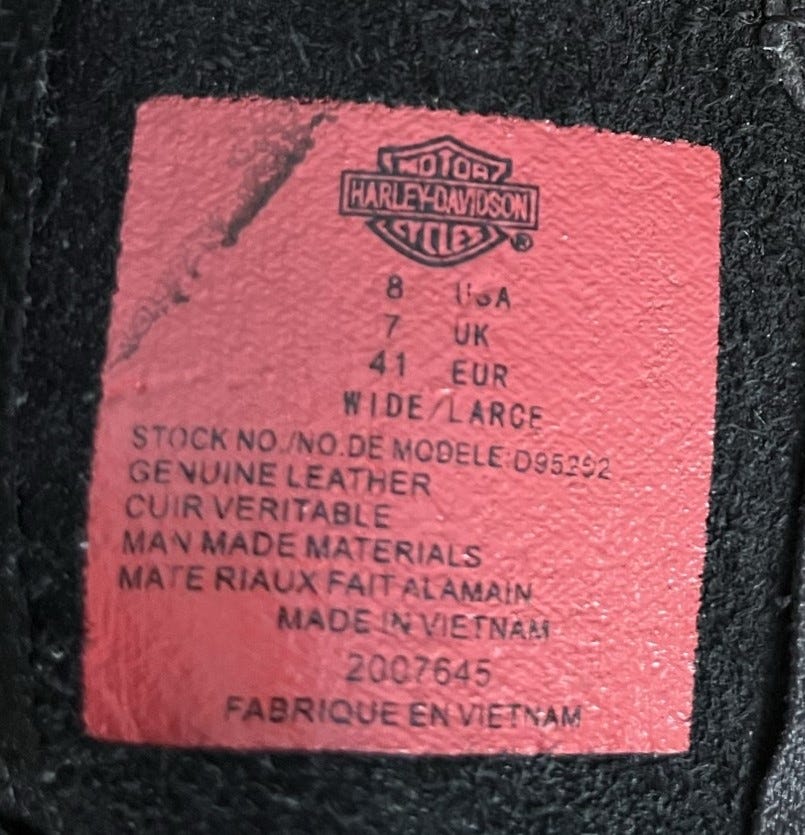 MOTOR
HARLEY-DAVIDSON
CYCLES ®
8 USA
7 UK
41 EUR
WIDE/LARGE
STOCK NO./NO.DE MODELE:D95292
GENUINE LEATHER
CUIR VERITABLE
MAN MADE MATERIALS
MATE RIAUX FAIT ALAMAIN
MADE IN VIETNAM
2007645
FABRIQUE EN VIETNAM